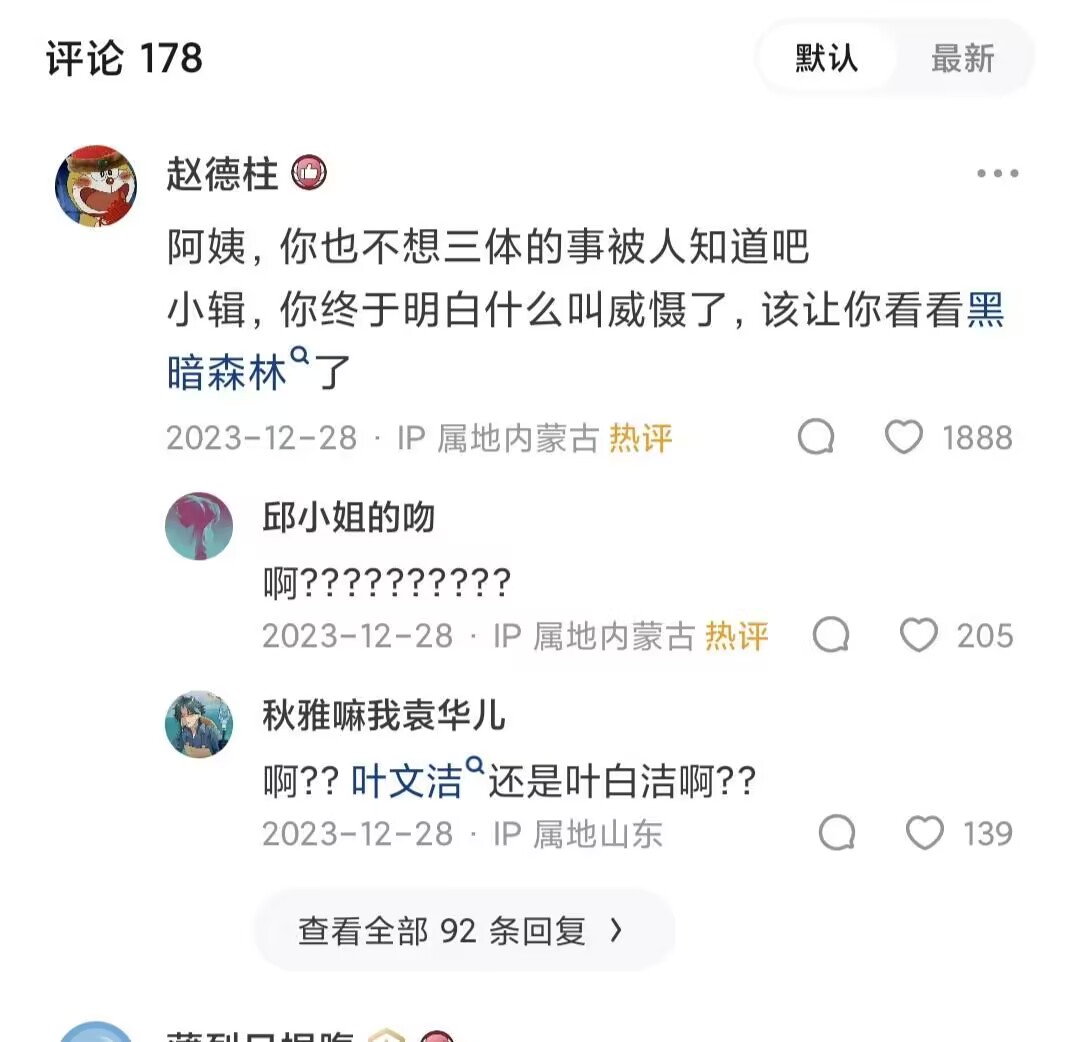 评论 178
默认
最新
赵德柱
阿姨，你也不想三体的事被人知道吧
小辑，你终于明白什么叫威慑了，该让你看看黑
暗森林了
2023-12-28 · IP 属地内蒙古 热评
1888
邱小姐的吻
啊??????????
2023-12-28 · IP 属地内蒙古 热评
205
秋雅嘛我袁华儿
啊?? 叶文洁还是叶白洁啊??
2023-12-28 · IP 属地山东
139
查看全部 92 条回复